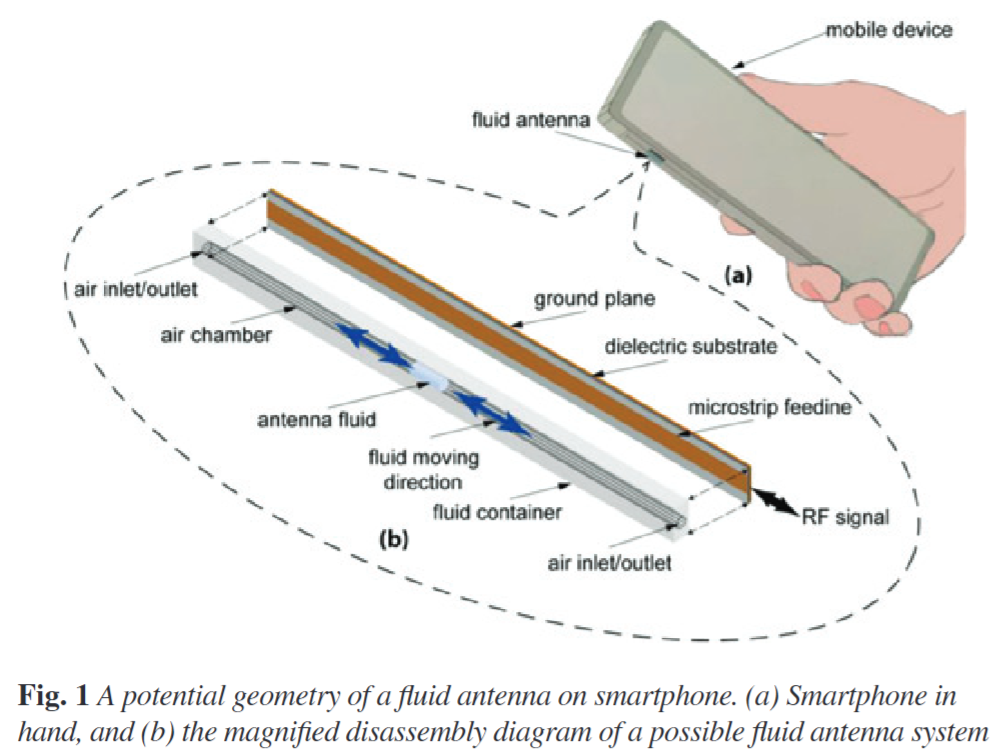 mobile device
fluid antenna
(a)
air inlet/outlet
ground plane
air chamber
dielectric substrate
microstrip feedine
antenna fluid
fluid moving
direction
fluid container
RF signal
(b)
air inlet/outlet
Fig. 1 A potential geometry of a fluid antenna on smartphone. (a) Smartphone in
hand, and (b) the magnified disassembly diagram of a possible fluid antenna system